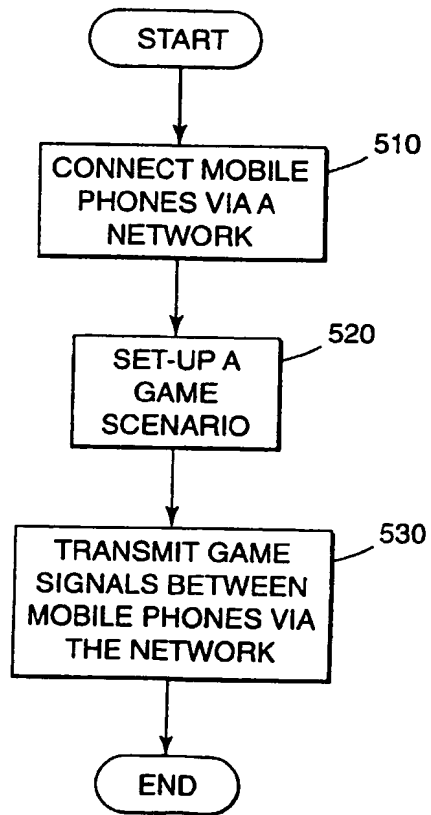 START
510
CONNECT MOBILE
PHONES VIA A
NETWORK
520
SET-UP A
GAME
SCENARIO
530
TRANSMIT GAME
SIGNALS BETWEEN
MOBILE PHONES VIA
THE NETWORK
END